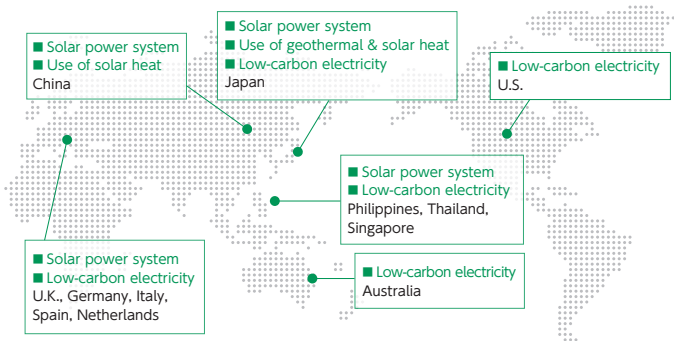 ■ Solar power system
■ Use of solar heat
China
■ Solar power system
■ Use of geothermal & solar heat
■ Low-carbon electricity
Japan
■ Low-carbon electricity
U.S.
■ Solar power system
■ Low-carbon electricity
Philippines, Thailand,
Singapore
■ Solar power system
■ Low-carbon electricity
U.K., Germany, Italy,
Spain, Netherlands
■ Low-carbon electricity
Australia